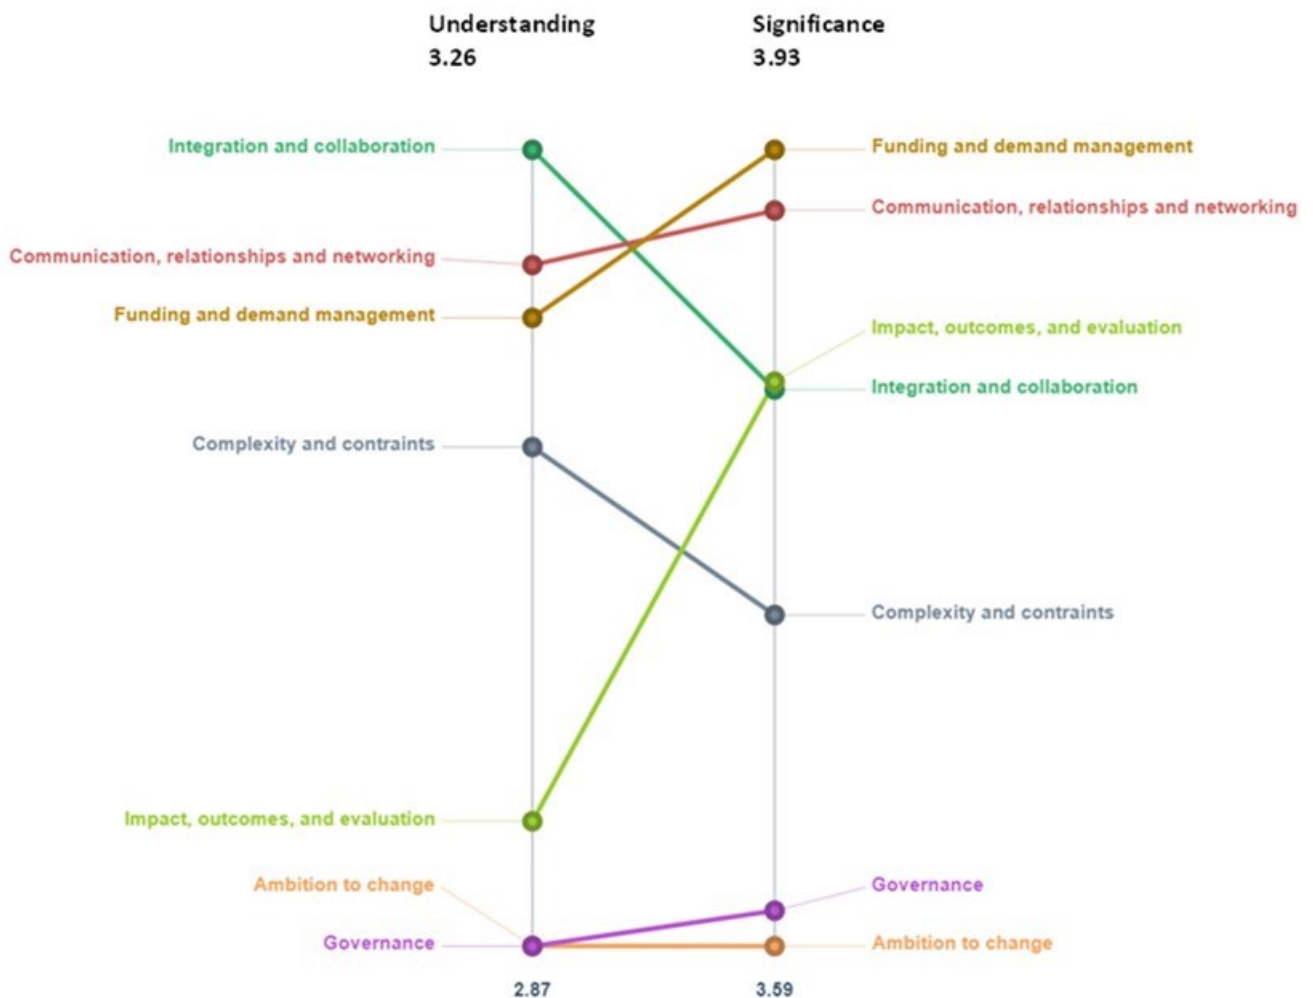 Understanding
3.26
Significance
3.93
Integration and collaboration
Communication, relationships and networking
Funding and demand management
Complexity and contraints
Impact, outcomes, and evaluation
Ambition to change
Governance
Funding and demand management
Communication, relationships and networking
Impact, outcomes, and evaluation
Integration and collaboration
Complexity and contraints
Governance
Ambition to change
2.87
3.59